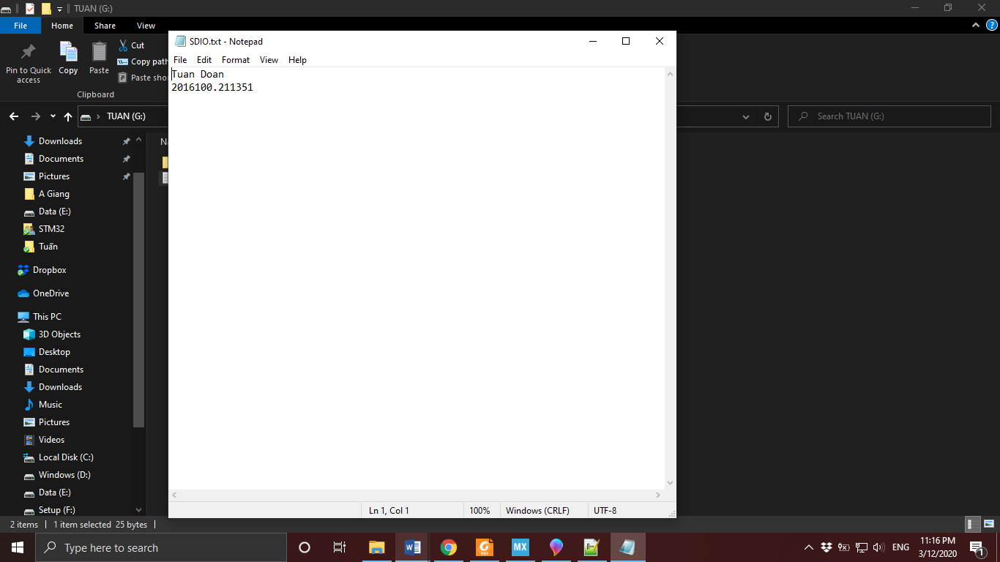 TUAN (G:)
File
Home
Share
View
Pin to Quick
access
Copy
Paste
Cut
Copy path
Clipboard
TUAN (G:)
Search TUAN (G:)
SDIO.txt - Notepad
File Edit Format View Help
Tuan Doan
2016100.211351
Ln 1, Col 1
100%
Windows (CRLF)
UTF-8
Downloads
Documents
Pictures
A Giang
Data (E:)
STM32
Tuấn
Dropbox
OneDrive
This PC
3D Objects
Desktop
Documents
Downloads
Music
Pictures
Videos
Local Disk (C:)
Windows (D:)
Data (E:)
Setup (F:)
2 items
1 item selected 25 bytes
Type here to search
PDF
MX
ENG
11:16 PM
3/12/2020
1